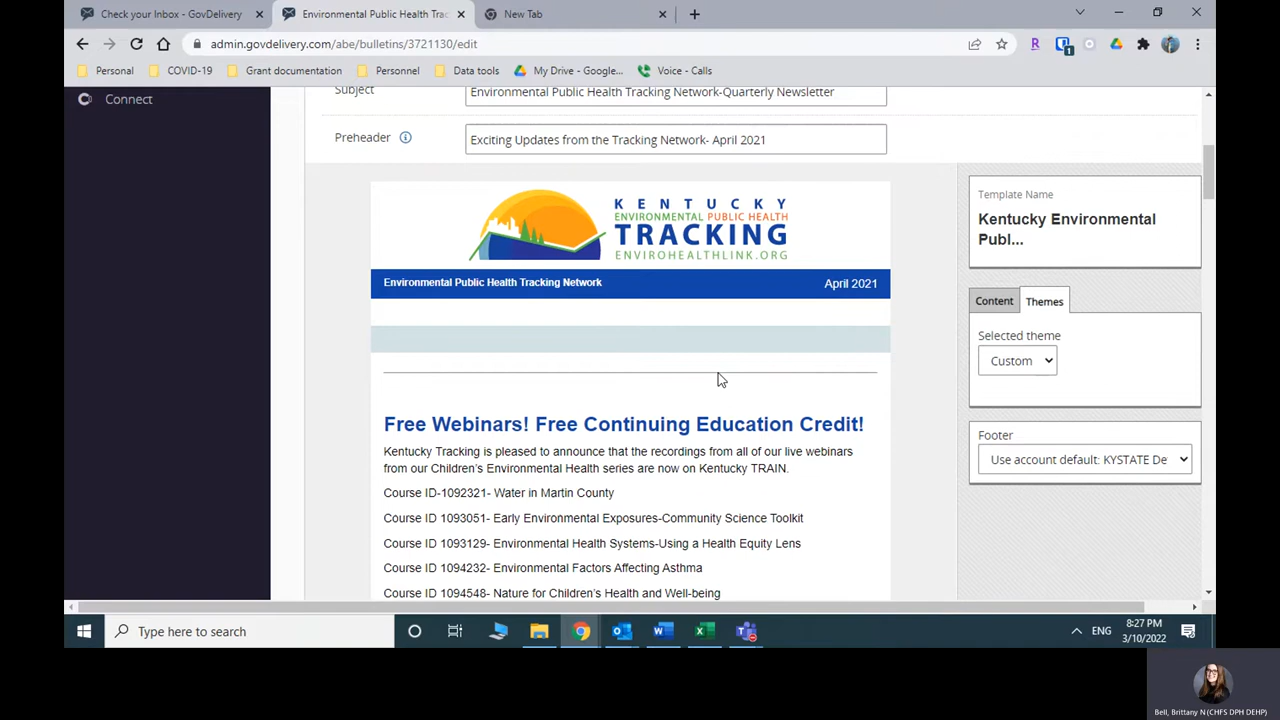 Check your Inbox - GovDelivery
Environmental Public Health Trac
New Tab
admin.govdelivery.com/abe/bulletins/3721130/edit
R
1
Personal
COVID-19
Grant documentation
Personnel
Data tools
My Drive - Google...
Voice - Calls
Connect
Subject
Environmental Public Health Tracking Network-Quarterly Newsletter
Preheader
Exciting Updates from the Tracking Network- April 2021
KENTUCKY
ENVIRONMENTAL PUBLIC HEALTH
TRACKING
ENVIROHEALTHLINK.ORG
Environmental Public Health Tracking Network
April 2021
Free Webinars! Free Continuing Education Credit!
Kentucky Tracking is pleased to announce that the recordings from all of our live webinars
from our Children's Environmental Health series are now on Kentucky TRAIN.
Course ID-1092321- Water in Martin County
Course ID 1093051- Early Environmental Exposures-Community Science Toolkit
Course ID 1093129- Environmental Health Systems-Using a Health Equity Lens
Course ID 1094232- Environmental Factors Affecting Asthma
Course ID 1094548- Nature for Children's Health and Well-being
Template Name
Kentucky Environmental
Publ...
Content
Themes
Selected theme
Custom
Footer
Use account default: KYSTATE De
Type here to search
ENG
8:27 PM
3/10/2022
Bell, Brittany N (CHFS DPH DEHP)